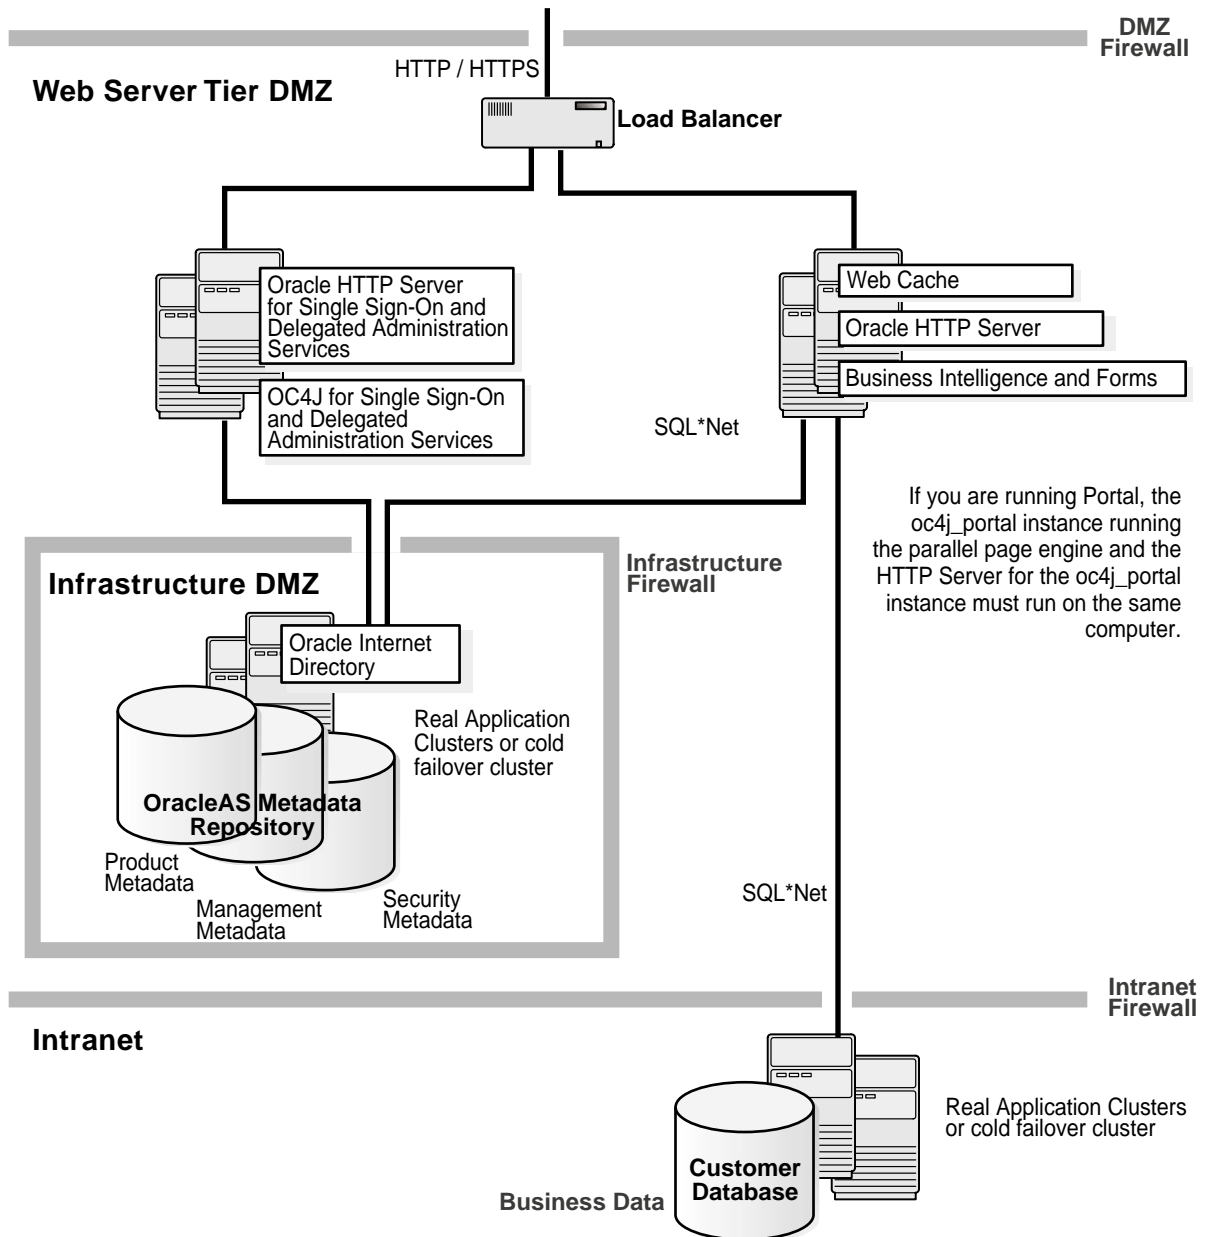 DMZ
Firewall
HTTP / HTTPS
Web Server Tier DMZ
Load Balancer
Oracle HTTP Server
for Single Sign-On and
Delegated Administration
Services
OC4J for Single Sign-On
and Delegated
Administration Services
Web Cache
Oracle HTTP Server
Business Intelligence and Forms
SQL*Net
If you are running Portal, the
oc4j_portal instance running
the parallel page engine and the
HTTP Server for the oc4j_portal
instance must run on the same
computer.
Infrastructure
Firewall
Infrastructure DMZ
Oracle Internet
Directory
Real Application
Clusters or cold
failover cluster
OracleAS Metadata
Repository
Product
Metadata
Management
Metadata
Security
Metadata
SQL*Net
Intranet
Firewall
Intranet
Real Application Clusters
or cold failover cluster
Customer
Database
Business Data